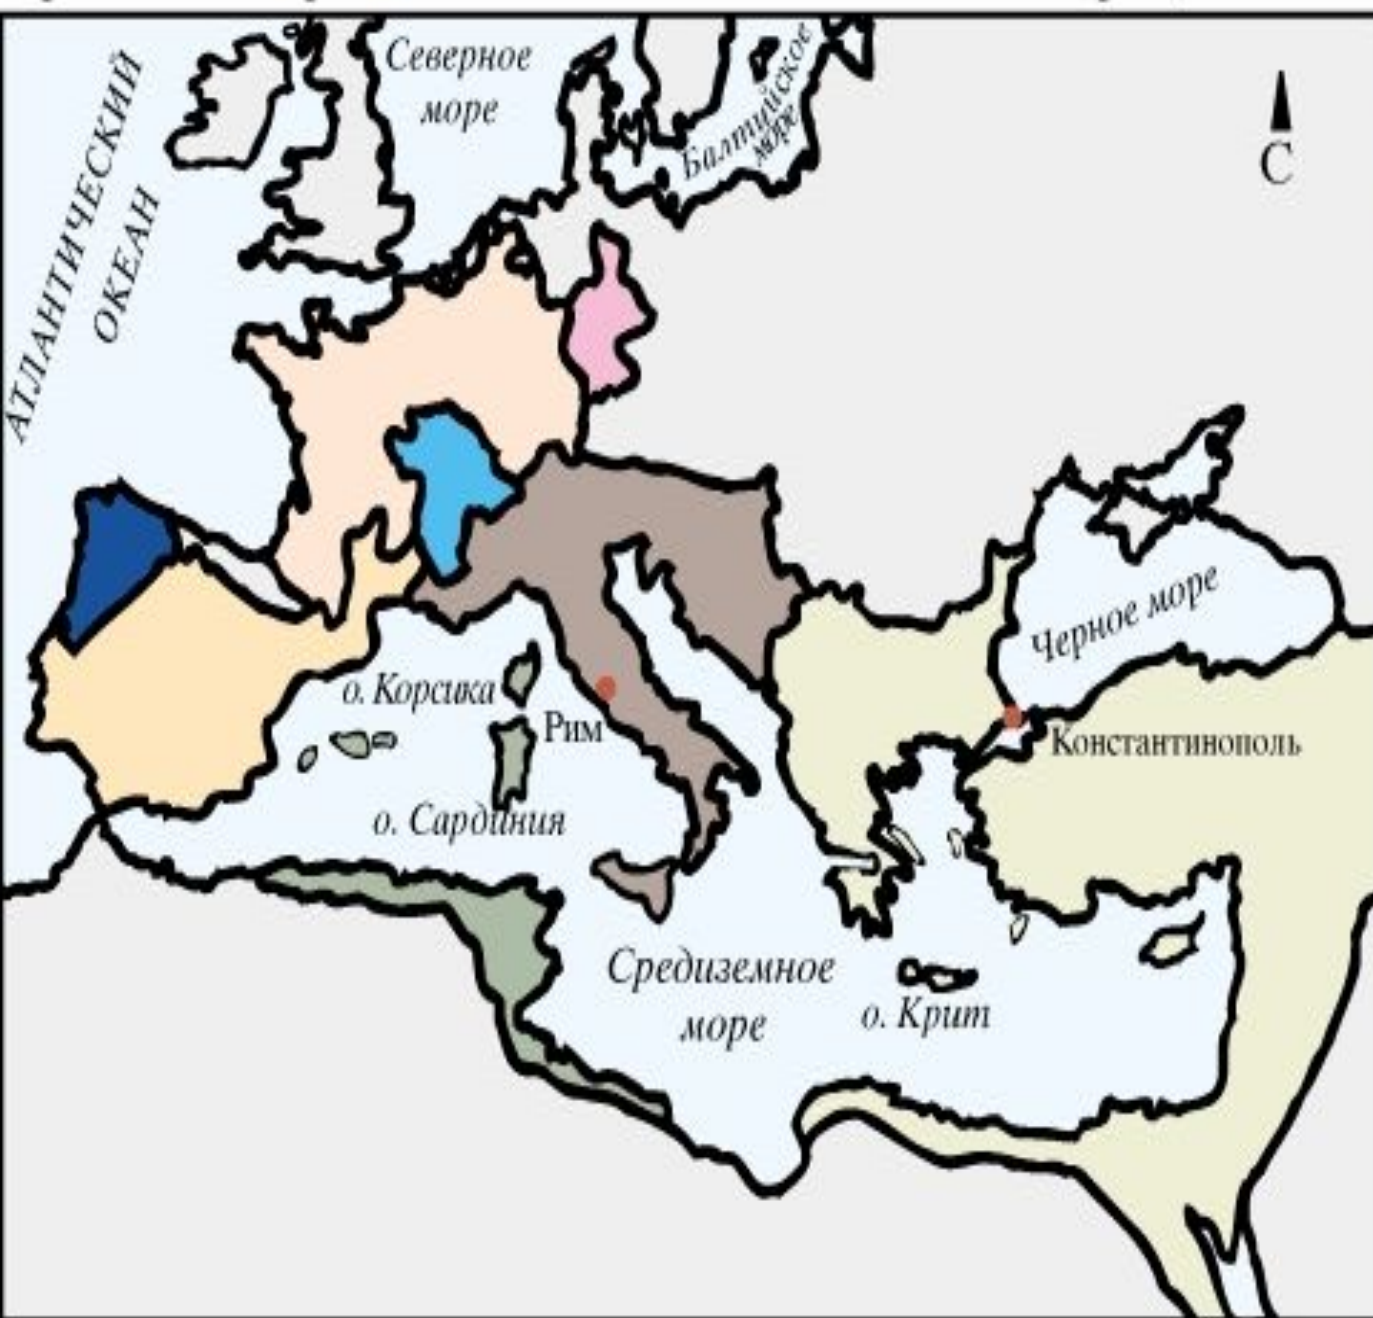 Северное
море
Балтийское
море
АТЛАНТИЧЕСКИЙ
ОКЕАН
С
Черное море
о. Корсика
Рим
Константинополь
о. Сардиния
Средиземное
море
о. Крит